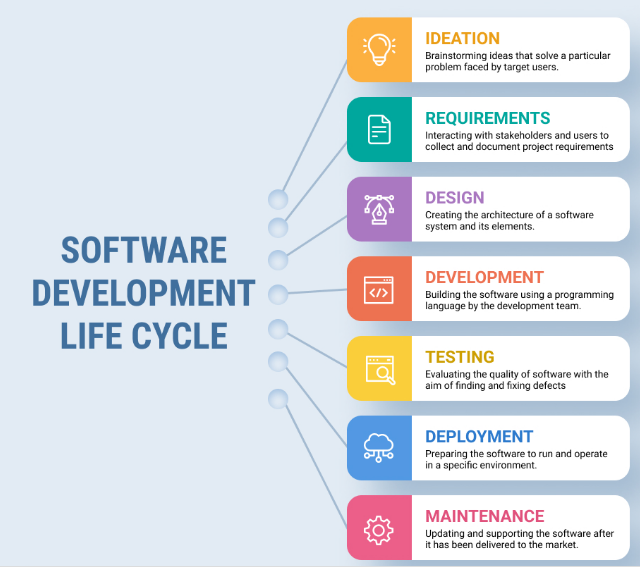 SOFTWARE
DEVELOPMENT
LIFE CYCLE
IDEATION
Brainstorming ideas that solve a particular
problem faced by target users.
REQUIREMENTS
Interacting with stakeholders and users to
collect and document project requirements
DESIGN
Creating the architecture of a software
system and its elements.
DEVELOPMENT
Building the software using a programming
language by the development team.
TESTING
Evaluating the quality of software with the
aim of finding and fixing defects
DEPLOYMENT
Preparing the software to run and operate
in a specific environment.
MAINTENANCE
Updating and supporting the software after
it has been delivered to the market.